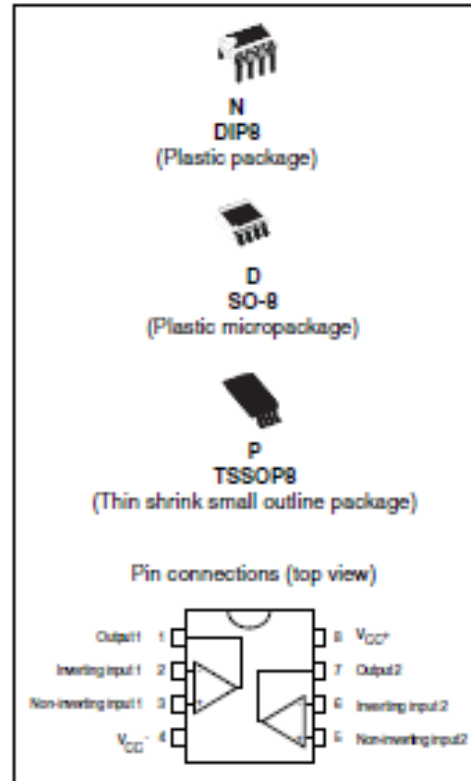 N
DIP8
(Plastic package)
D
SO-8
(Plastic micropackage)
P
TSSOP8
(Thin shrink small outline package)
Pin connections (top view)
Output 1 1
Inverting input 1 2
Non-inverting input 1 3
VCC- 4
8 VCC+
7 Output 2
6 Inverting input 2
5 Non-inverting input 2